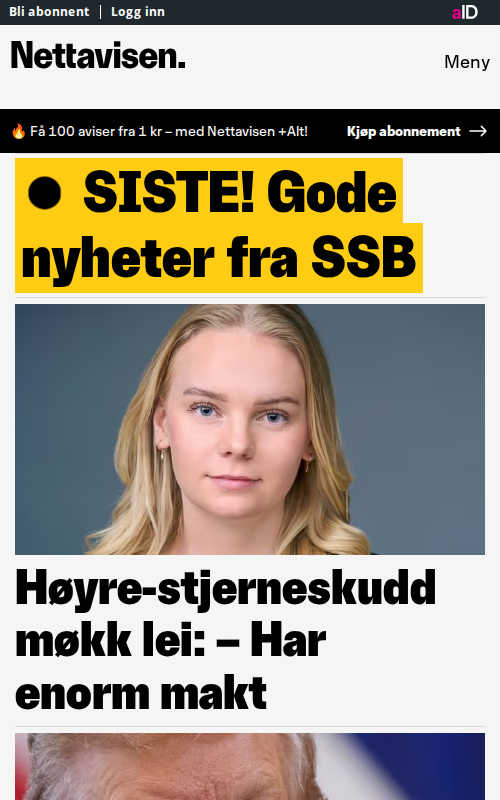 Bli abonnent
Logg inn
aID
Nettavisen.
Meny
🔥 Få 100 aviser fra 1 kr – med Nettavisen +Alt!
Kjøp abonnement →
● SISTE! Gode
nyheter fra SSB
Høyre-stjerneskudd
møkk lei: – Har
enorm makt